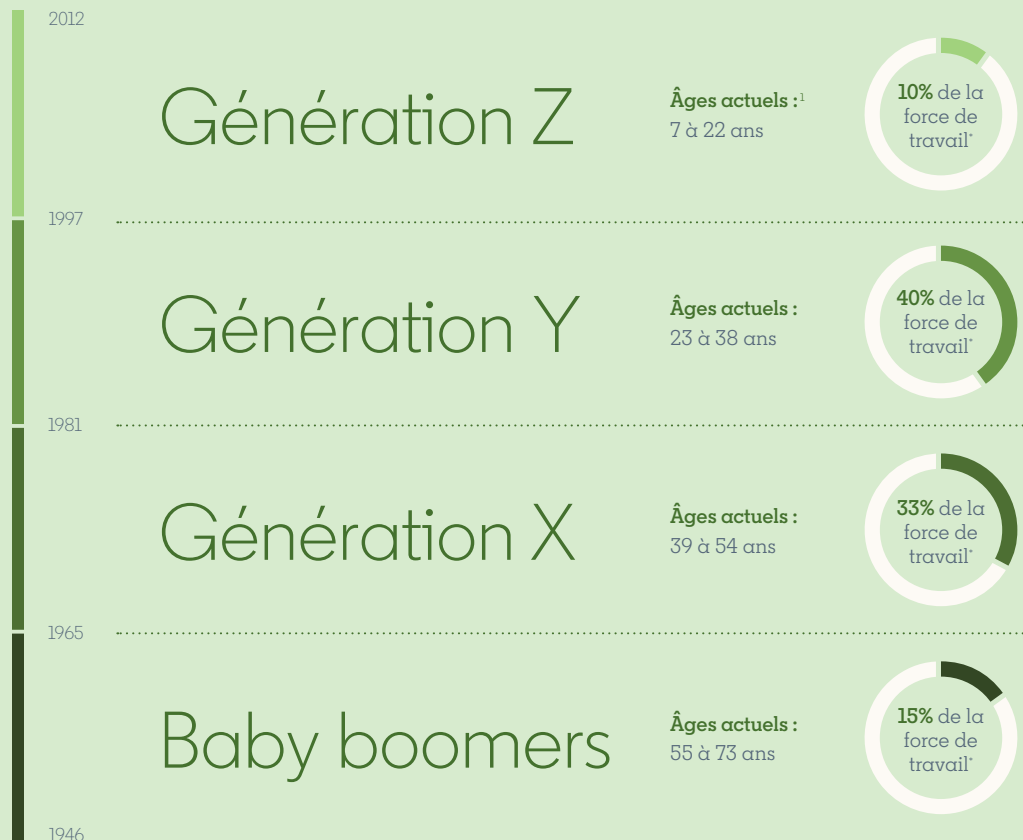 2012
Génération Z
Âges actuels :1
7 à 22 ans
10% de la
force de
travail*
1997
Génération Y
Âges actuels :
23 à 38 ans
40% de la
force de
travail*
1981
Génération X
Âges actuels :
39 à 54 ans
33% de la
force de
travail*
1965
Baby boomers
Âges actuels :
55 à 73 ans
15% de la
force de
travail*
1946